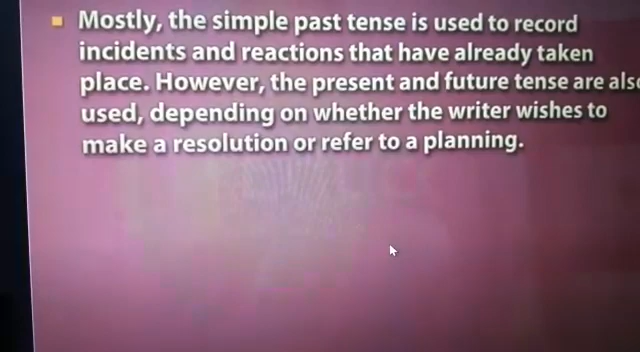 Mostly, the simple past tense is used to record
incidents and reactions that have already taken
place. However, the present and future tense are also
used, depending on whether the writer wishes to
make a resolution or refer to a planning.